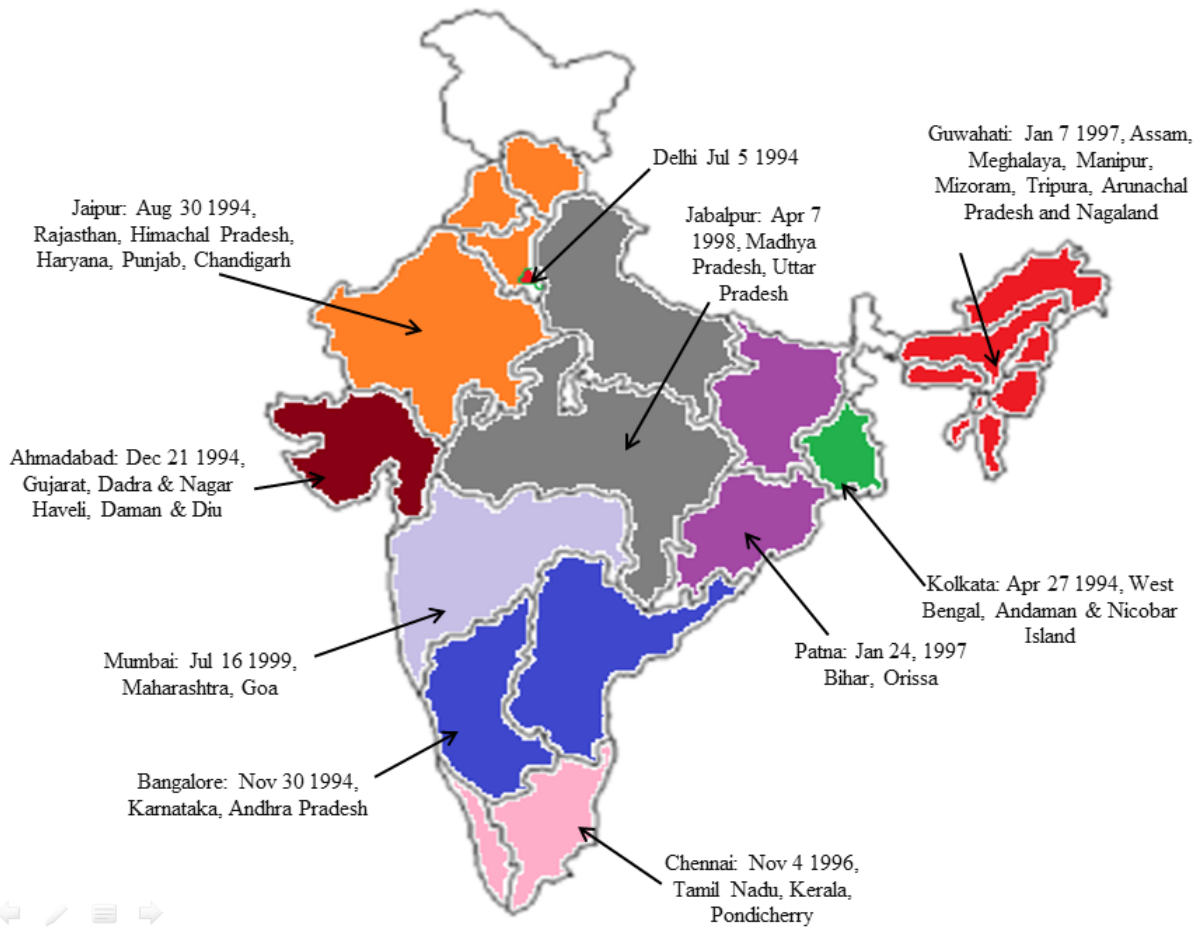 Guwahati: Jan 7 1997, Assam,
Meghalaya, Manipur,
Mizoram, Tripura, Arunachal
Pradesh and Nagaland
Delhi Jul 5 1994
Jaipur: Aug 30 1994,
Rajasthan, Himachal Pradesh,
Haryana, Punjab, Chandigarh
Jabalpur: Apr 7
1998, Madhya
Pradesh, Uttar
Pradesh
Ahmadabad: Dec 21 1994,
Gujarat, Dadra & Nagar
Haveli, Daman & Diu
Kolkata: Apr 27 1994, West
Bengal, Andaman & Nicobar
Island
Patna: Jan 24, 1997
Bihar, Orissa
Mumbai: Jul 16 1999,
Maharashtra, Goa
Bangalore: Nov 30 1994,
Karnataka, Andhra Pradesh
Chennai: Nov 4 1996,
Tamil Nadu, Kerala,
Pondicherry